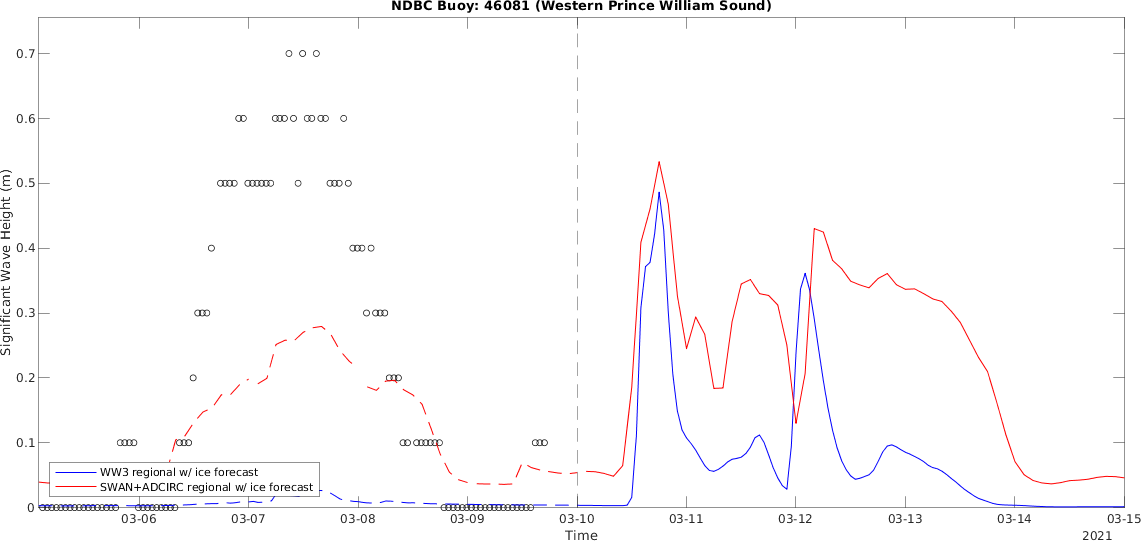 NDBC Buoy: 46081 (Western Prince William Sound)
Significant Wave Height (m)
0.7
0.6
0.5
0.4
0.3
0.2
0.1
0
WW3 regional w/ ice forecast
SWAN+ADCIRC regional w/ ice forecast
03-06 03-07 03-08 03-09 03-10 03-11 03-12 03-13 03-14 03-15
Time
2021